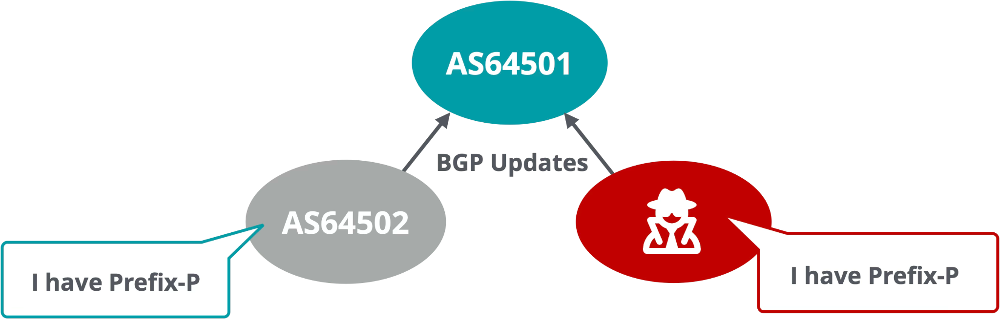 AS64501
BGP Updates
AS64502
I have Prefix-P
I have Prefix-P